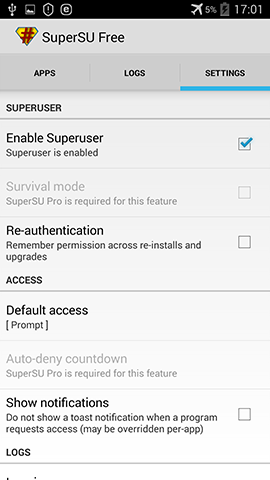 5% 17:01
SuperSU Free
APPS LOGS SETTINGS
SUPERUSER
Enable Superuser
Superuser is enabled
Survival mode
SuperSU Pro is required for this feature
Re-authentication
Remember permission across re-installs and
upgrades
ACCESS
Default access
[ Prompt ]
Auto-deny countdown
SuperSU Pro is required for this feature
Show notifications
Do not show a toast notification when a program
requests access (may be overridden per-app)
LOGS